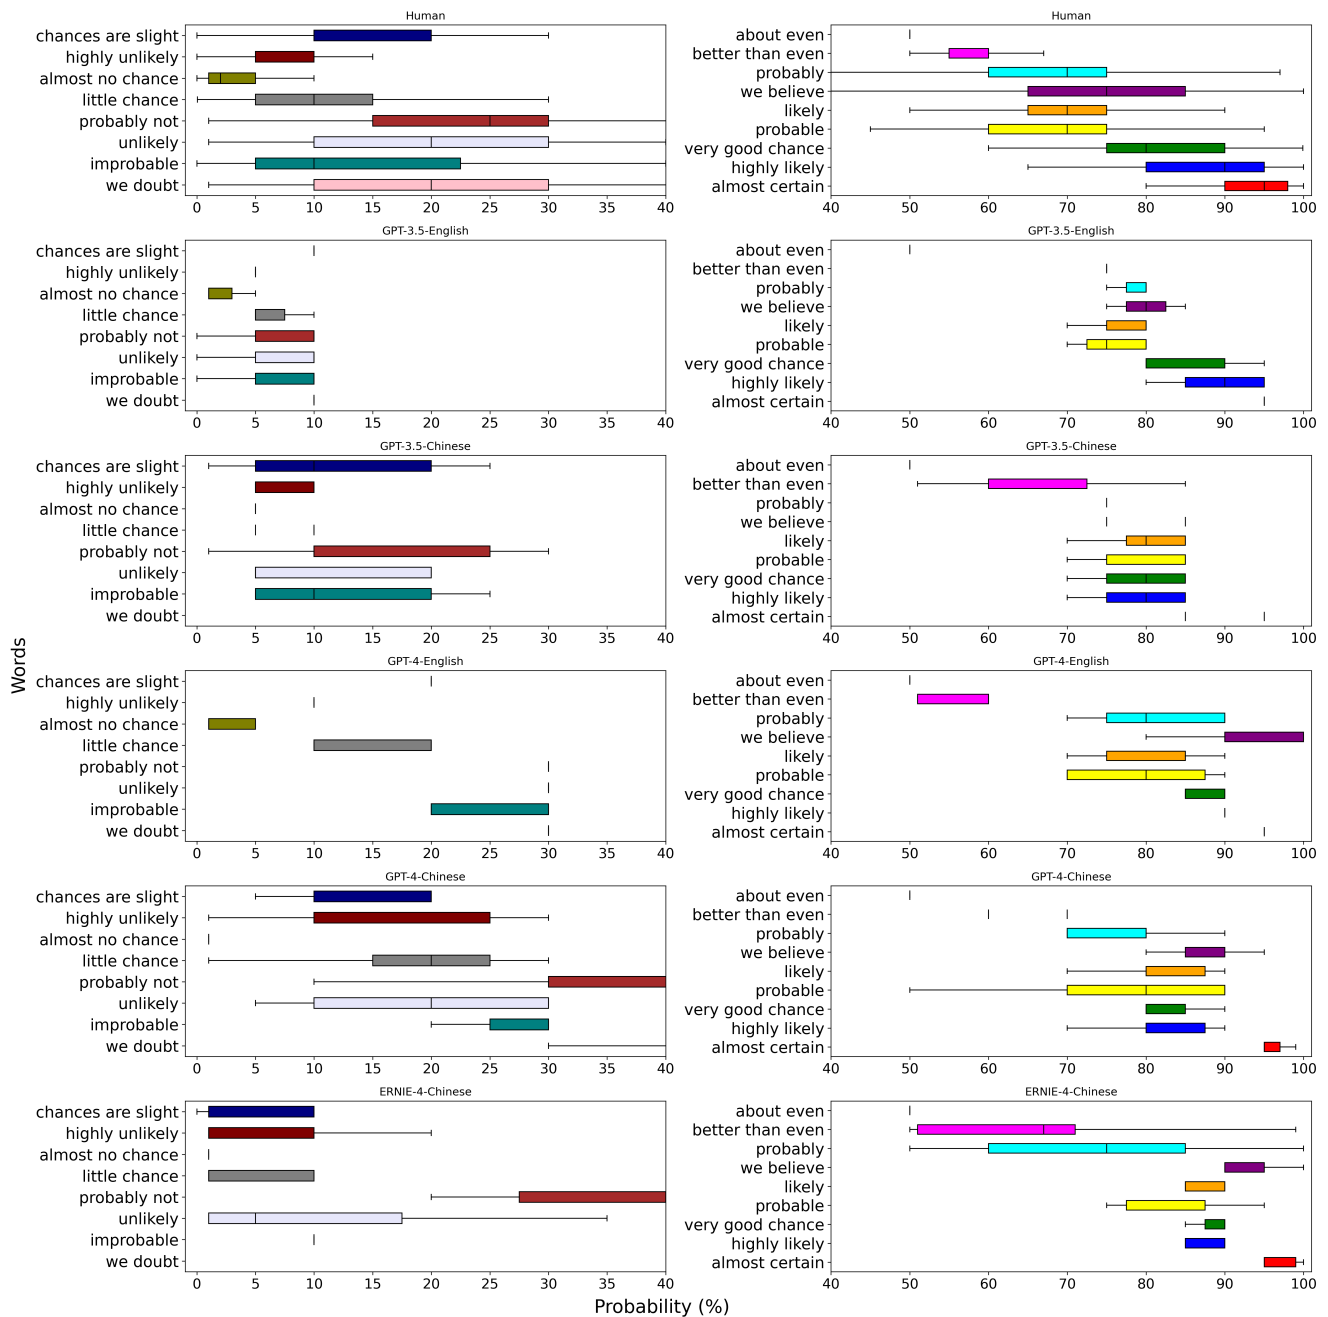 Human
chances are slight
highly unlikely
almost no chance
little chance
probably not
unlikely
improbable
we doubt
0 5 10 15 20 25 30 35 40
Human
about even
better than even
probably
we believe
likely
probable
very good chance
highly likely
almost certain
40 50 60 70 80 90 100
GPT-3.5-English
chances are slight
highly unlikely
almost no chance
little chance
probably not
unlikely
improbable
we doubt
0 5 10 15 20 25 30 35 40
GPT-3.5-English
about even
better than even
probably
we believe
likely
probable
very good chance
highly likely
almost certain
40 50 60 70 80 90 100
GPT-3.5-Chinese
chances are slight
highly unlikely
almost no chance
little chance
probably not
unlikely
improbable
we doubt
0 5 10 15 20 25 30 35 40
GPT-3.5-Chinese
about even
better than even
probably
we believe
likely
probable
very good chance
highly likely
almost certain
40 50 60 70 80 90 100
Words
GPT-4-English
chances are slight
highly unlikely
almost no chance
little chance
probably not
unlikely
improbable
we doubt
0 5 10 15 20 25 30 35 40
GPT-4-English
about even
better than even
probably
we believe
likely
probable
very good chance
highly likely
almost certain
40 50 60 70 80 90 100
GPT-4-Chinese
chances are slight
highly unlikely
almost no chance
little chance
probably not
unlikely
improbable
we doubt
0 5 10 15 20 25 30 35 40
GPT-4-Chinese
about even
better than even
probably
we believe
likely
probable
very good chance
highly likely
almost certain
40 50 60 70 80 90 100
ERNIE-4-Chinese
chances are slight
highly unlikely
almost no chance
little chance
probably not
unlikely
improbable
we doubt
0 5 10 15 20 25 30 35 40
ERNIE-4-Chinese
about even
better than even
probably
we believe
likely
probable
very good chance
highly likely
almost certain
40 50 60 70 80 90 100
Probability (%)